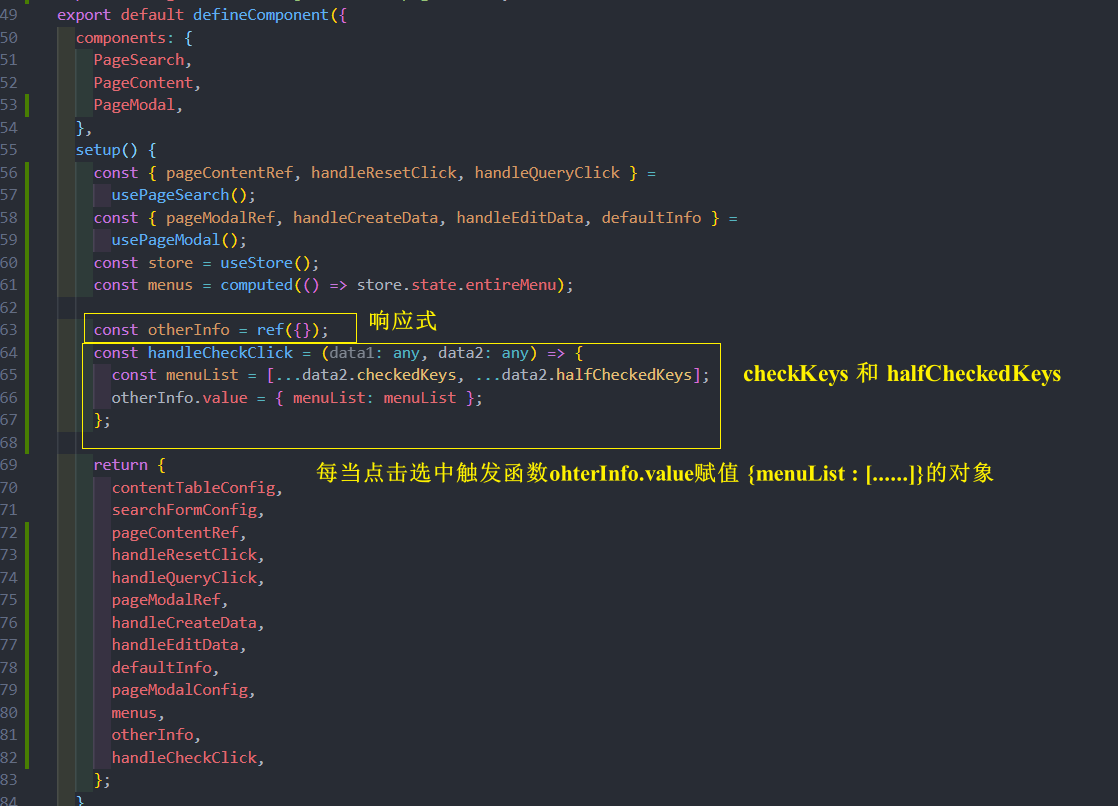 49 export default defineComponent({
50 components: {
51 PageSearch,
52 PageContent,
53 PageModal,
54 },
55 setup() {
56 const { pageContentRef, handleResetClick, handleQueryClick } =
57 usePageSearch();
58 const { pageModalRef, handleCreateData, handleEditData, defaultInfo } =
59 usePageModal();
60 const store = useStore();
61 const menus = computed(() => store.state.entireMenu);
62
63 const otherInfo = ref({}); 响应式
64 const handleCheckClick = (data1: any, data2: any) => {
65 const menuList = [...data2.checkedKeys, ...data2.halfCheckedKeys]; checkKeys 和 halfCheckedKeys
66 otherInfo.value = { menuList: menuList };
67 };
68
69 return { 每当点击选中触发函数ohterInfo.value赋值 {menuList : [......]}的对象
70 contentTableConfig,
71 searchFormConfig,
72 pageContentRef,
73 handleResetClick,
74 handleQueryClick,
75 pageModalRef,
76 handleCreateData,
77 handleEditData,
78 defaultInfo,
79 pageModalConfig,
80 menus,
81 otherInfo,
82 handleCheckClick,
83 };
84 }